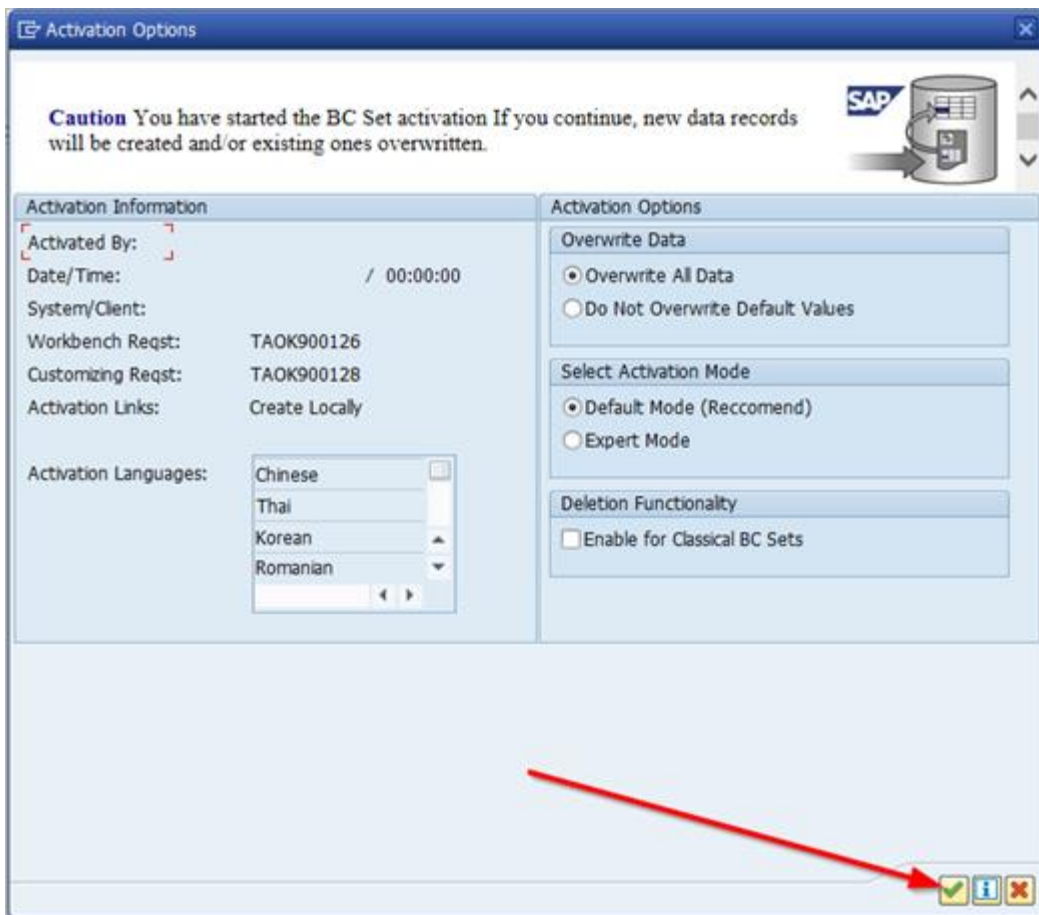 Activation Options
Caution You have started the BC Set activation If you continue, new data records
will be created and/or existing ones overwritten.
SAP
Activation Information
Activated By:
Date/Time: / 00:00:00
System/Client:
Workbench Reqst: TAOK900126
Customizing Reqst: TAOK900128
Activation Links: Create Locally
Activation Languages: Chinese
Thai
Korean
Romanian
Activation Options
Overwrite Data
Overwrite All Data
Do Not Overwrite Default Values
Select Activation Mode
Default Mode (Reccomend)
Expert Mode
Deletion Functionality
Enable for Classical BC Sets